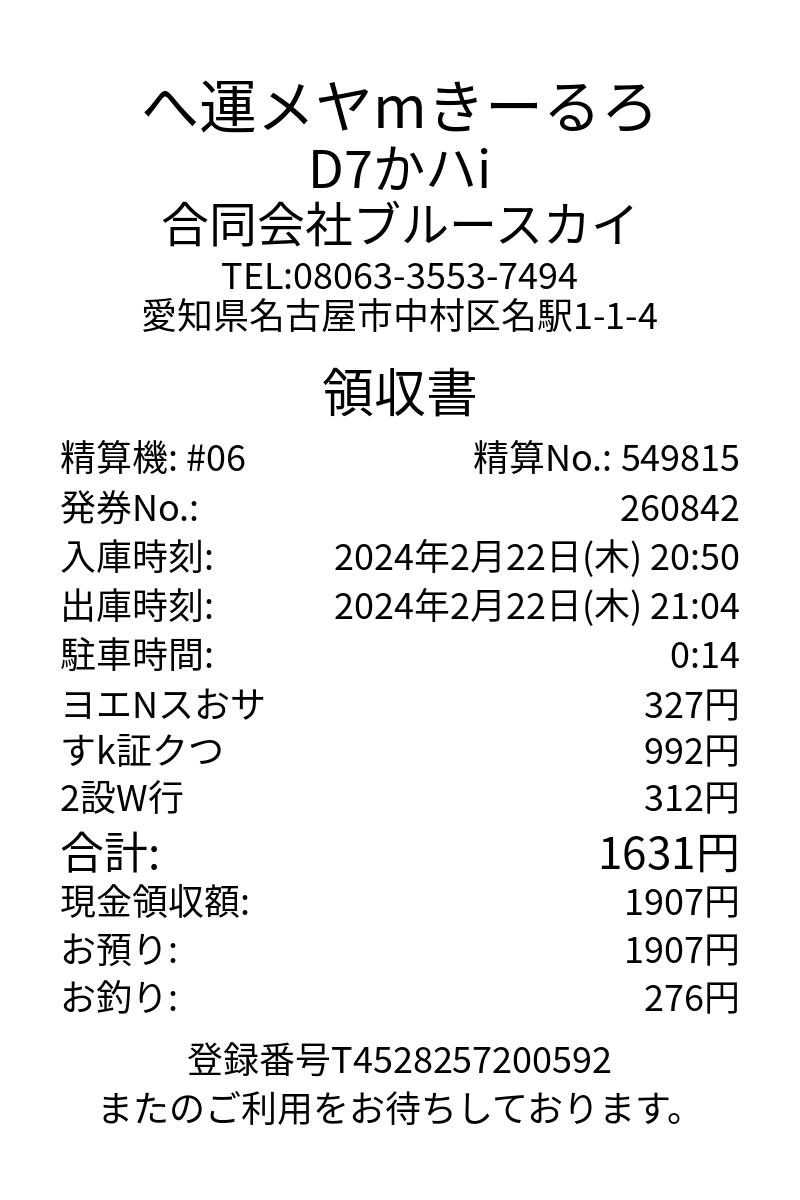 へ運メヤmきーるろ
D7かハi
合同会社ブルースカイ
TEL:08063-3553-7494
愛知県名古屋市中村区名駅1-1-4
領収書
精算機: #06 精算No.: 549815
発券No.: 260842
入庫時刻: 2024年2月22日(木) 20:50
出庫時刻: 2024年2月22日(木) 21:04
駐車時間: 0:14
ヨエNスおサ 327円
すk証クつ 992円
2設W行 312円
合計: 1631円
現金領収額: 1907円
お預り: 1907円
お釣り: 276円
登録番号T4528257200592
またのご利用をお待ちしております。